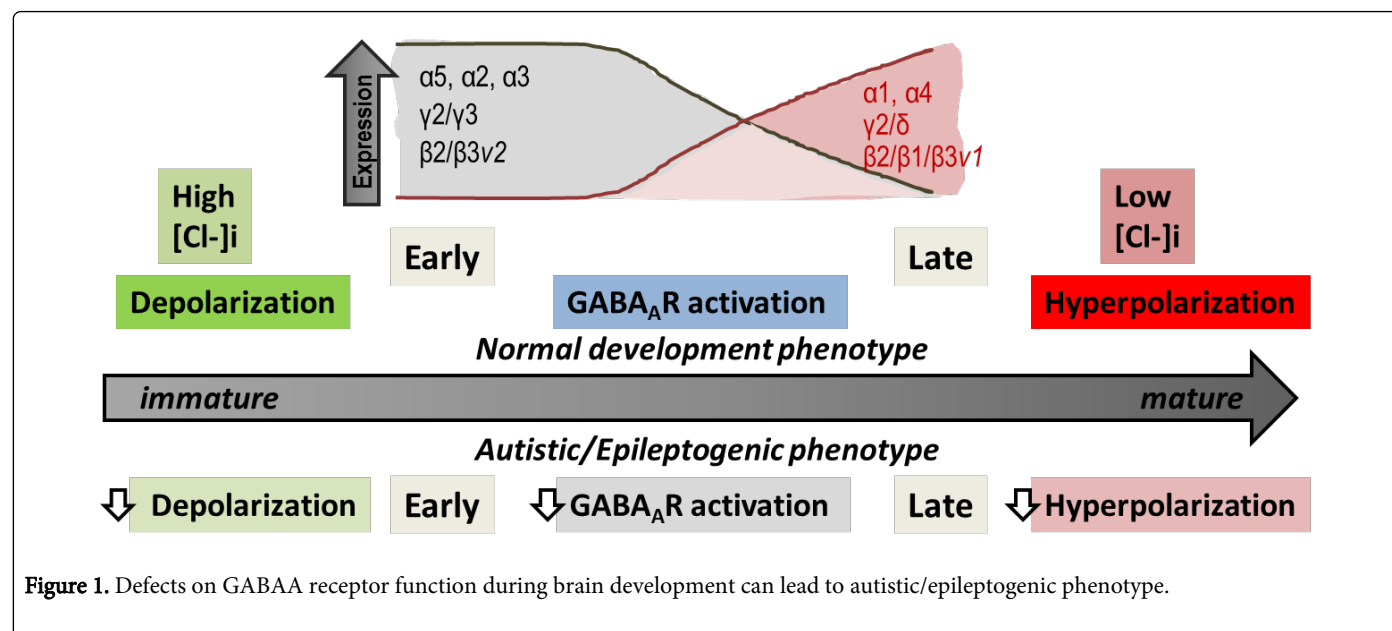 Expression
α5, α2, α3
γ2/γ3
β2/β3v2
α1, α4
γ2/δ
β2/β1/β3v1
High
[Cl-]i
Low
[Cl-]i
Early
Late
Depolarization
GABAAR activation
Hyperpolarization
Normal development phenotype
immature
mature
Autistic/Epileptogenic phenotype
Depolarization
Early
GABAAR activation
Late
Hyperpolarization
Figure 1. Defects on GABAA receptor function during brain development can lead to autistic/epileptogenic phenotype.